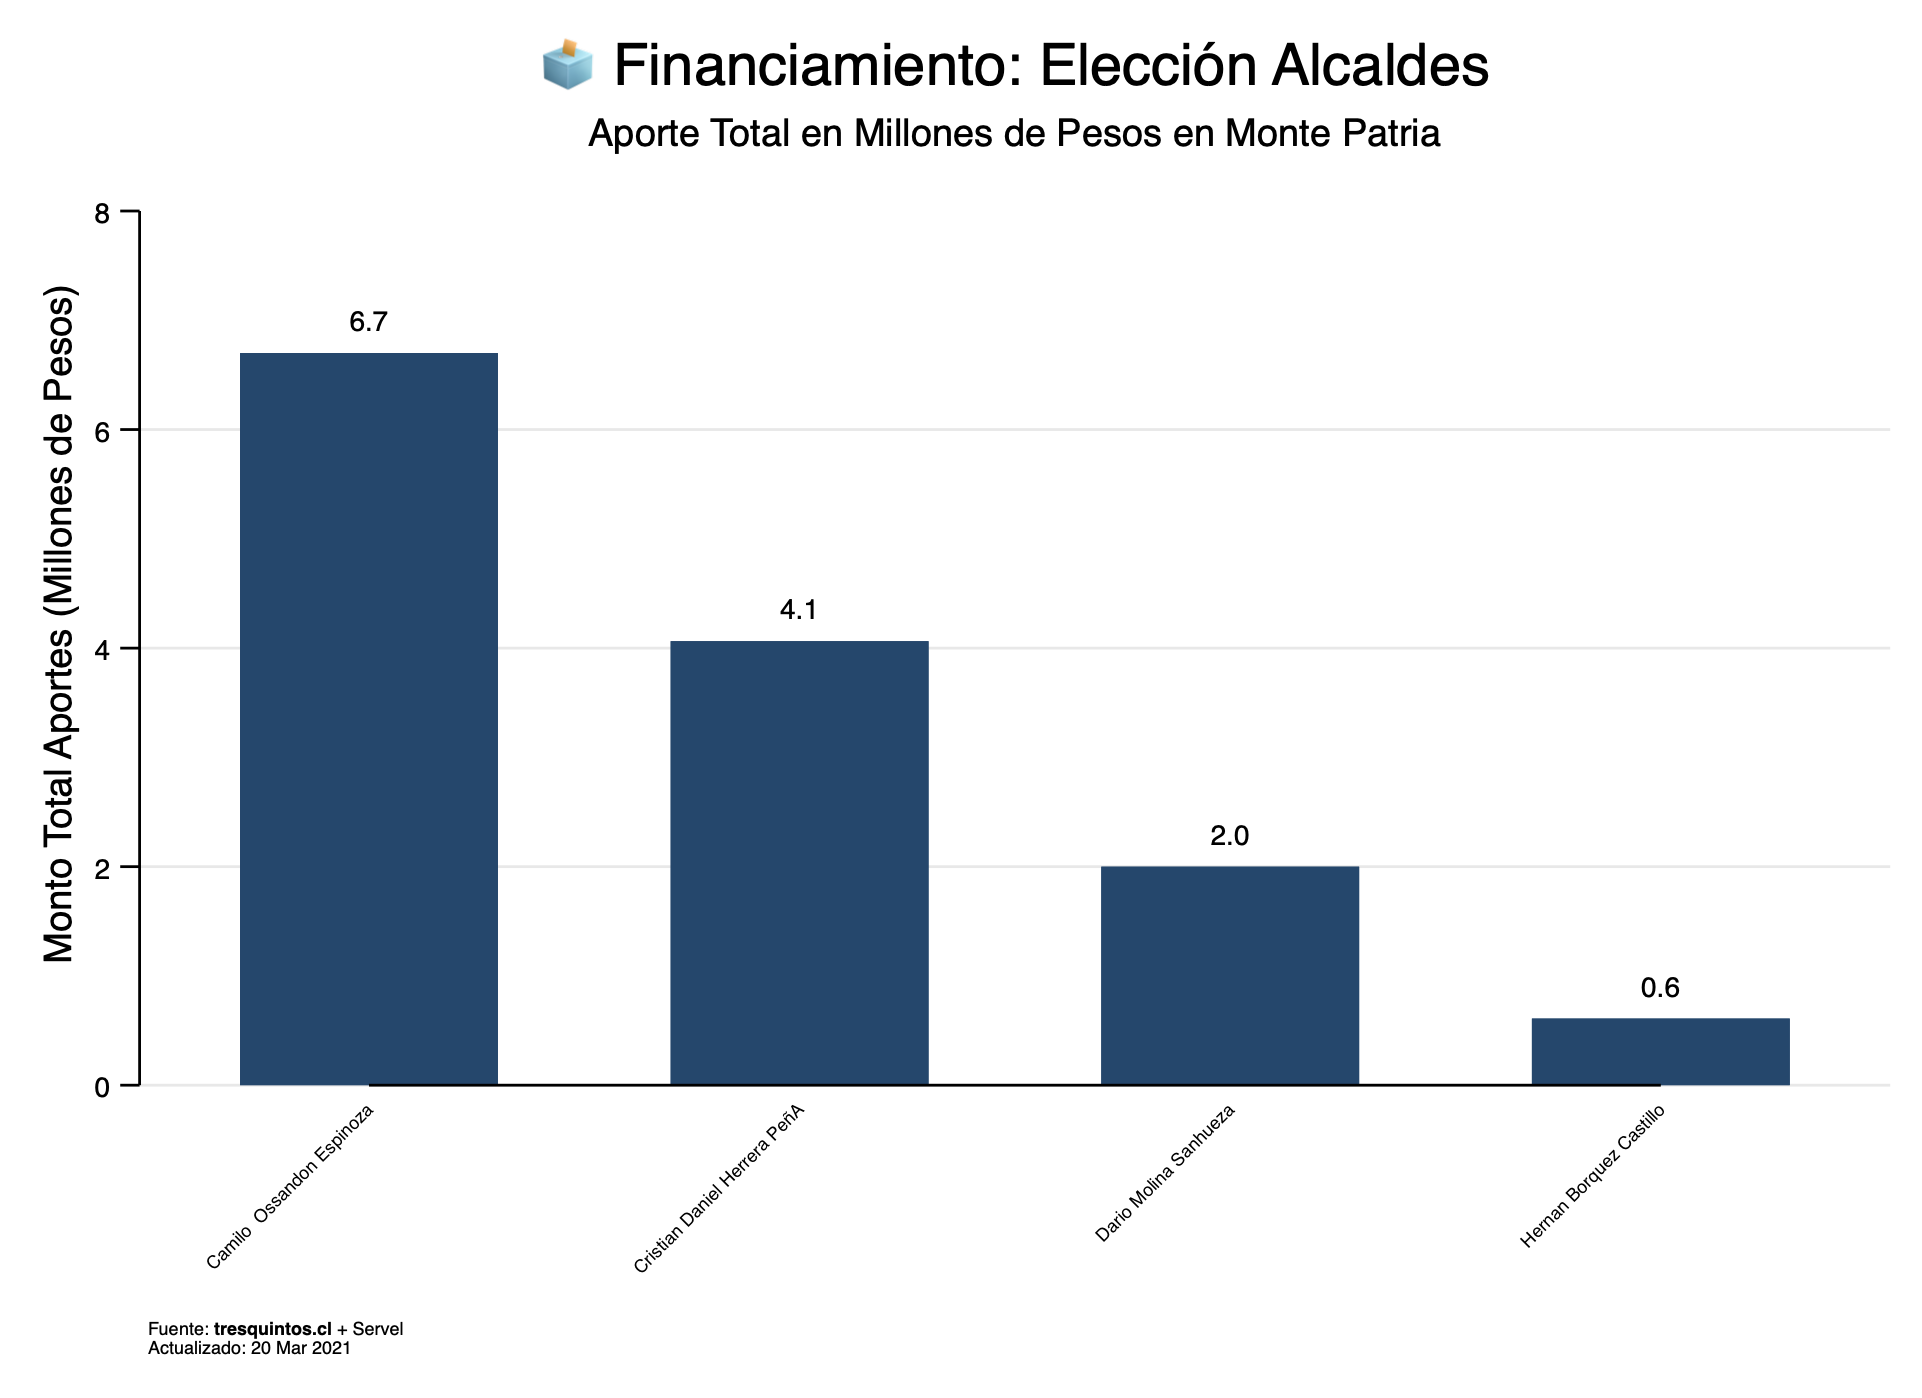 Financiamiento: Elección Alcaldes
Aporte Total en Millones de Pesos en Monte Patria
Monto Total Aportes (Millones de Pesos)
8
6
4
2
0
6.7
4.1
2.0
0.6
Camilo  Ossandon Espinoza
Cristian Daniel Herrera PeñA
Dario Molina Sanhueza
Hernan Borquez Castillo
Fuente: tresquintos.cl + Servel
Actualizado: 20 Mar 2021